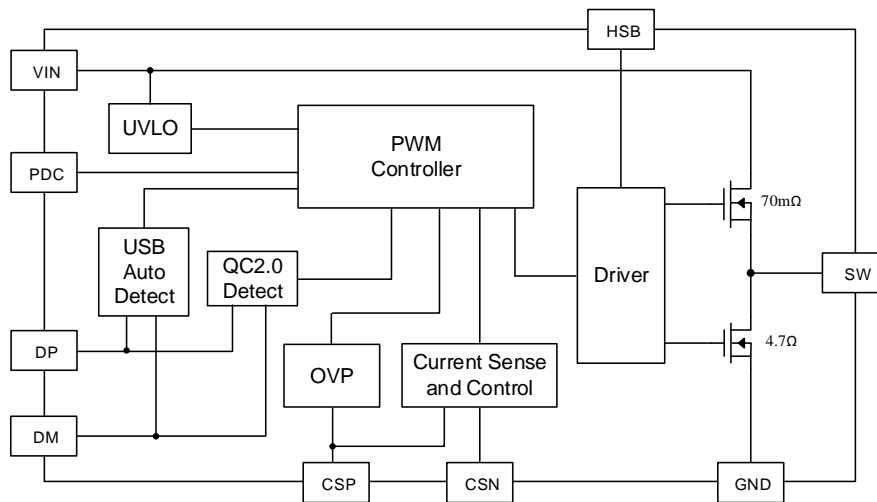 HSB
VIN
UVLO
PWM
Controller
PDC
70mΩ
USB
Auto
Detect
QC2.0
Detect
Driver
SW
DP
OVP
Current Sense
and Control
4.7Ω
DM
CSP
CSN
GND